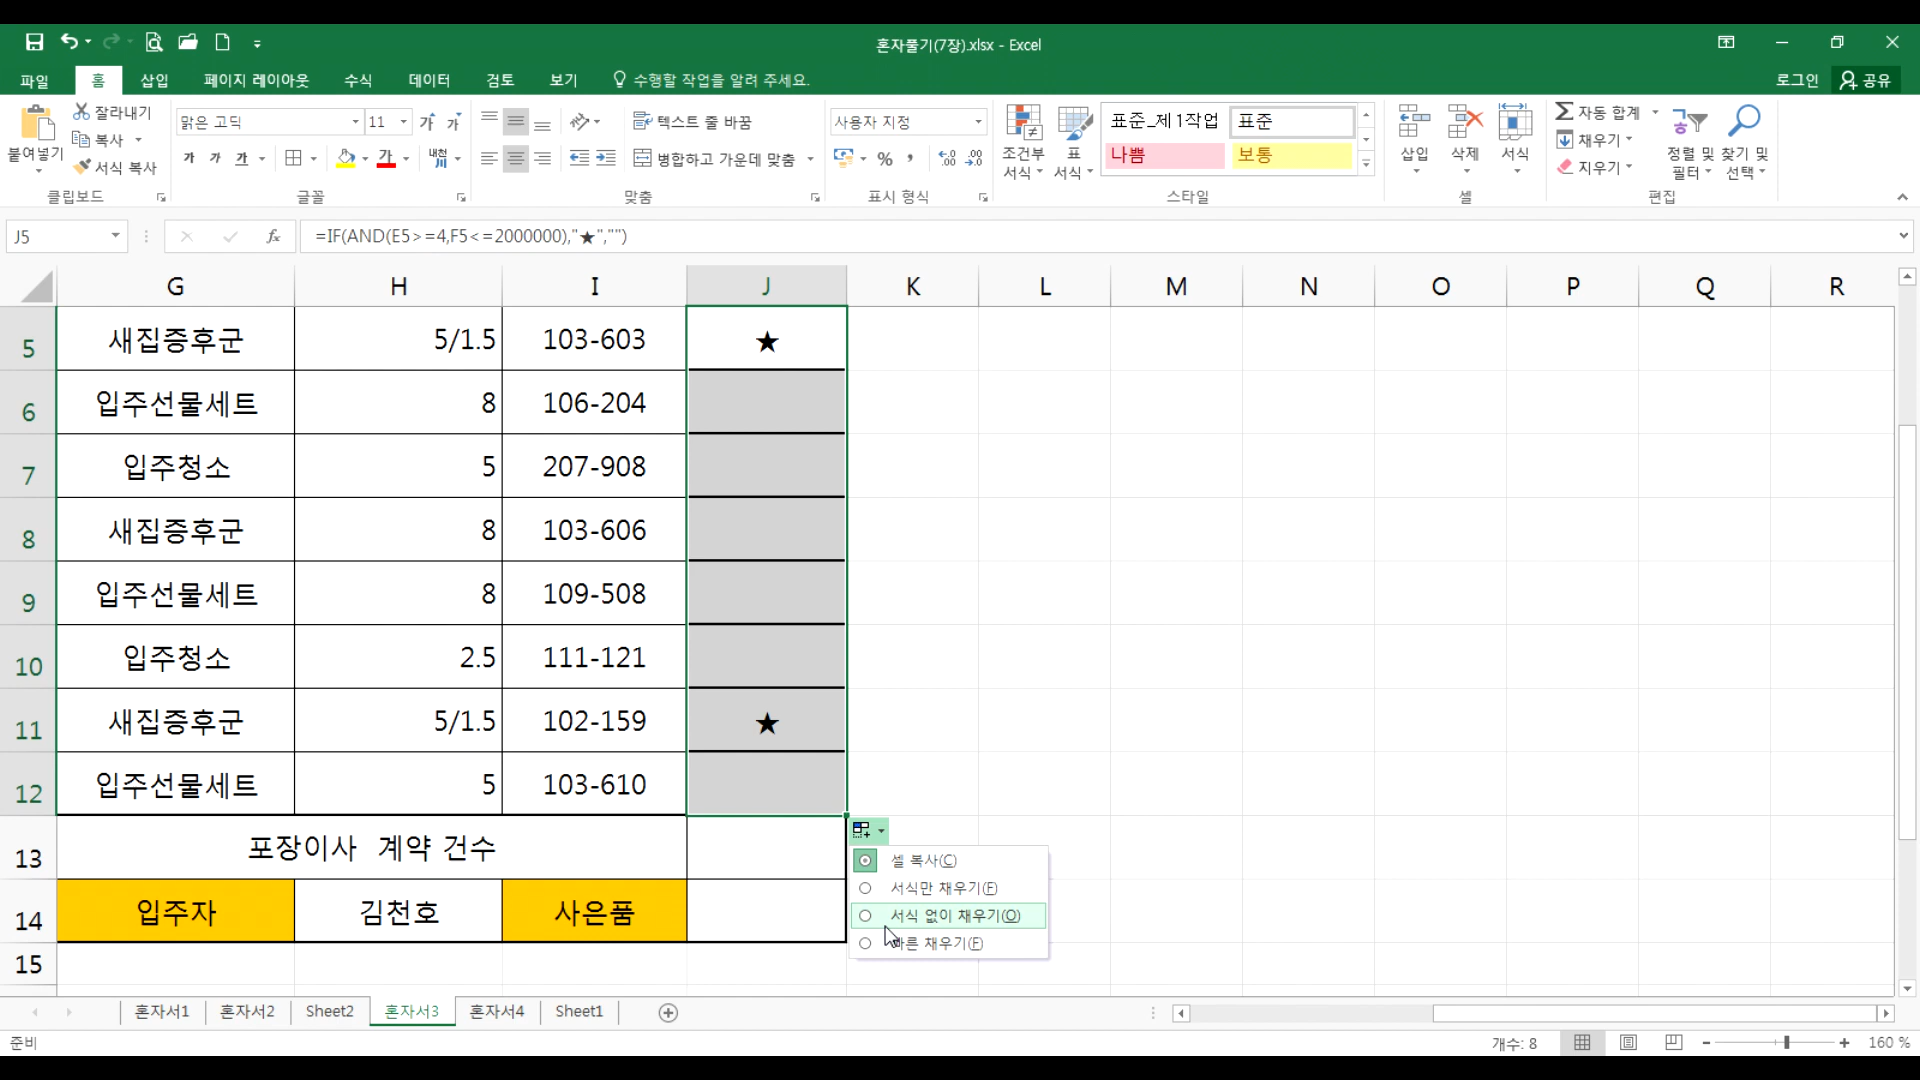 혼자풀기(7장).xlsx - Excel
파일 홈 삽입 페이지 레이아웃 수식 데이터 검토 보기 수행할 작업을 알려 주세요. 로그인 공유
붙여넣기 잘라내기 복사 서식 복사 클립보드
맑은 고딕 11 가 가
가 가 가 가 내천 글꼴
텍스트 줄 바꿈
병합하고 가운데 맞춤 맞춤
사용자 지정
% , 표시 형식
조건부 서식 표 서식
표준_제 1작업 표준
나쁨 보통
스타일
삽입 삭제 서식 셀
자동 합계
채우기
지우기
정렬 및 필터 찾기 및 선택
편집
J5 fx =IF(AND(E5>=4,F5<=2000000),"★","")
G H I J K L M N O P Q R
5 새집증후군 5/1.5 103-603 ★
6 입주선물세트 8 106-204
7 입주청소 5 207-908
8 새집증후군 8 103-606
9 입주선물세트 8 109-508
10 입주청소 2.5 111-121
11 새집증후군 5/1.5 102-159 ★
12 입주선물세트 5 103-610
13 포장이사 계약 건수
14 입주자 김천호 사은품
15
셀 복사(C)
서식만 채우기(F)
서식 없이 채우기(O)
른 채우기(F)
혼자서1 혼자서2 Sheet2 혼자서3 혼자서4 Sheet1
준비 개수: 8 160 %